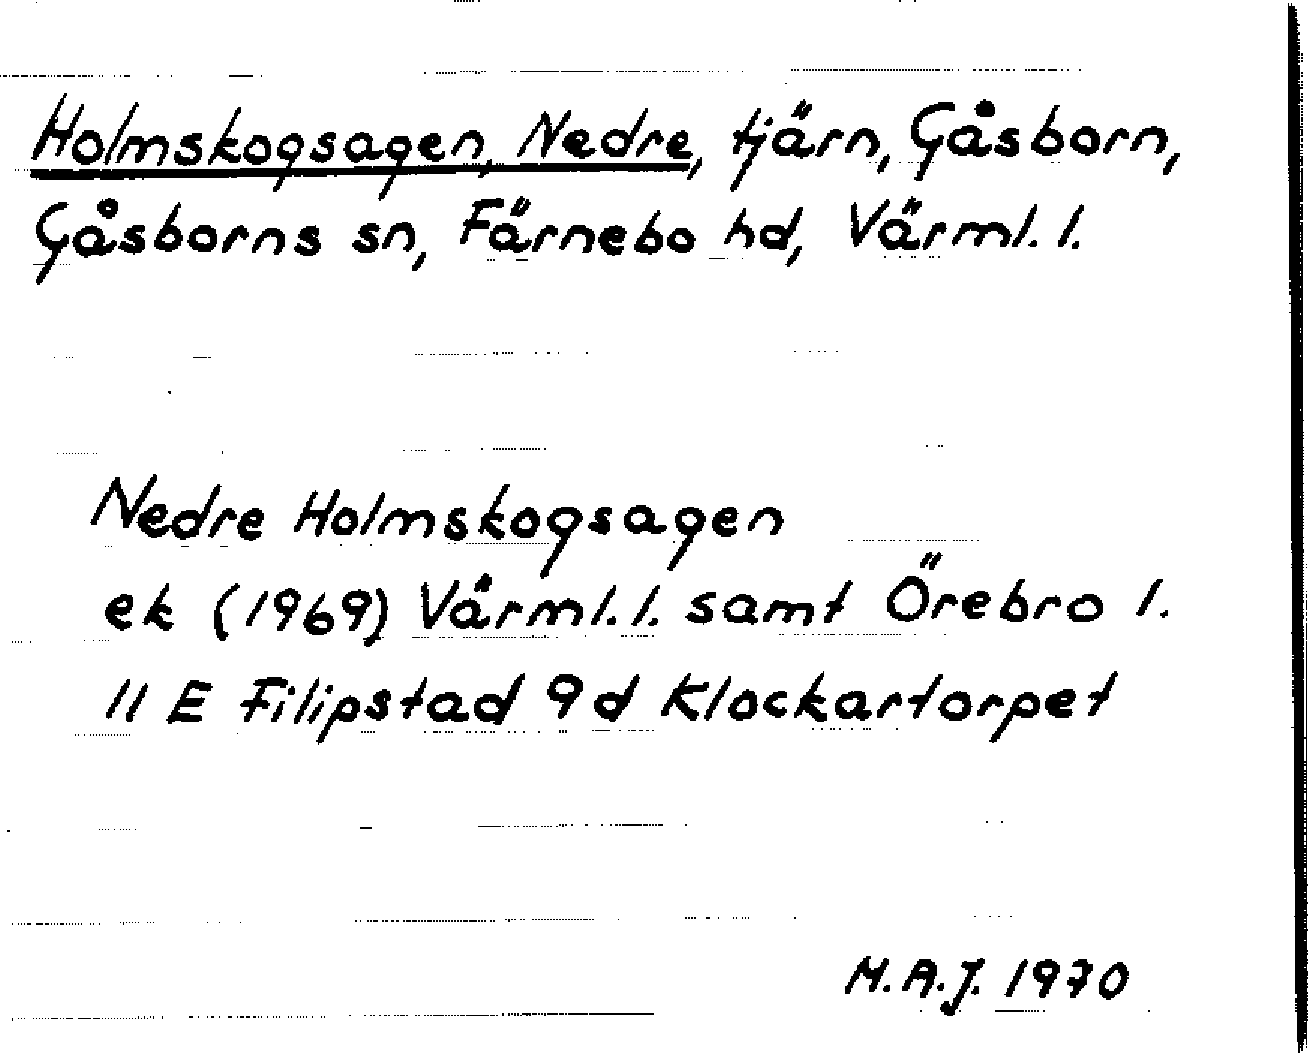 Holmskogsagen, Nedre, tjärn, Gåsborn,
Gåsborns sn, Färnebo hd, Värml. l.
Nedre Holmskogsagen
ek (1969) Värml. l. samt Örebro l.
11 E Filipstad 9d Klockartorpet
M.A.J. 1970